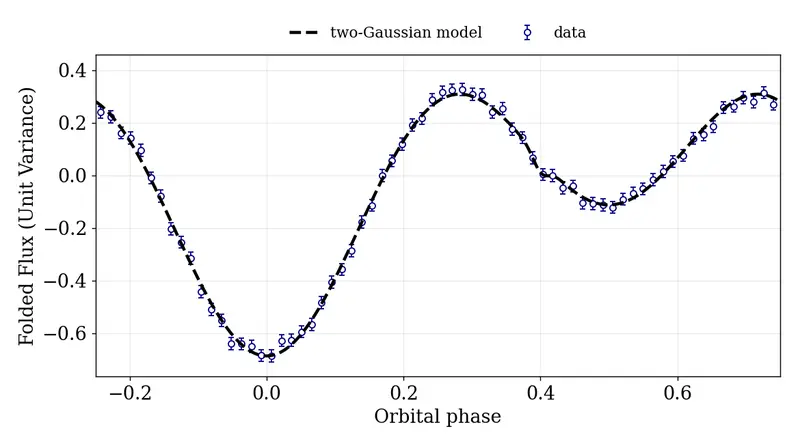 two-Gaussian model data
0.4
0.2
0.0
−0.2
−0.4
−0.6
Folded Flux (Unit Variance)
−0.2 0.0 0.2 0.4 0.6
Orbital phase